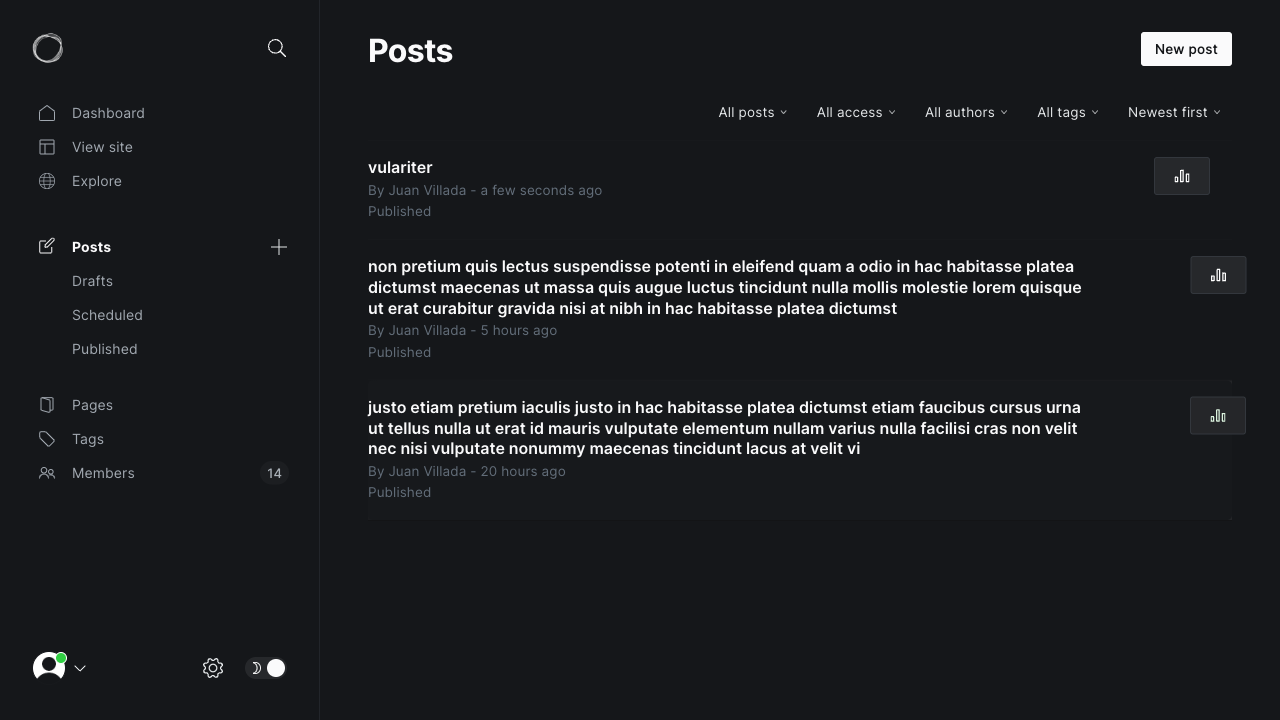 Posts
New post
Dashboard
View site
Explore
Posts
Drafts
Scheduled
Published
Pages
Tags
Members
14
All posts
All access
All authors
All tags
Newest first
vulariter
By Juan Villada - a few seconds ago
Published
non pretium quis lectus suspendisse potenti in eleifend quam a odio in hac habitasse platea
dictumst maecenas ut massa quis augue luctus tincidunt nulla mollis molestie lorem quisque
ut erat curabitur gravida nisi at nibh in hac habitasse platea dictumst
By Juan Villada - 5 hours ago
Published
justo etiam pretium iaculis justo in hac habitasse platea dictumst etiam faucibus cursus urna
ut tellus nulla ut erat id mauris vulputate elementum nullam varius nulla facilisi cras non velit
nec nisi vulputate nonummy maecenas tincidunt lacus at velit vi
By Juan Villada - 20 hours ago
Published